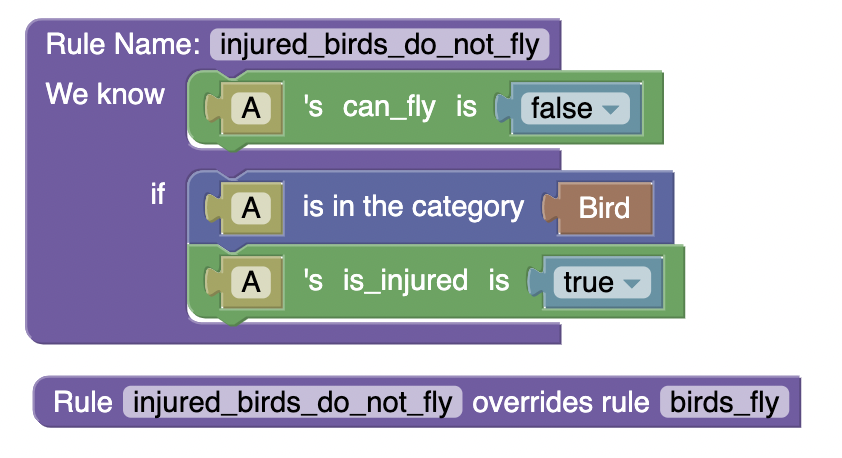 Rule Name: injured_birds_do_not_fly
We know A 's can_fly is false
if A is in the category Bird
A 's is_injured is true
Rule injured_birds_do_not_fly overrides rule birds_fly